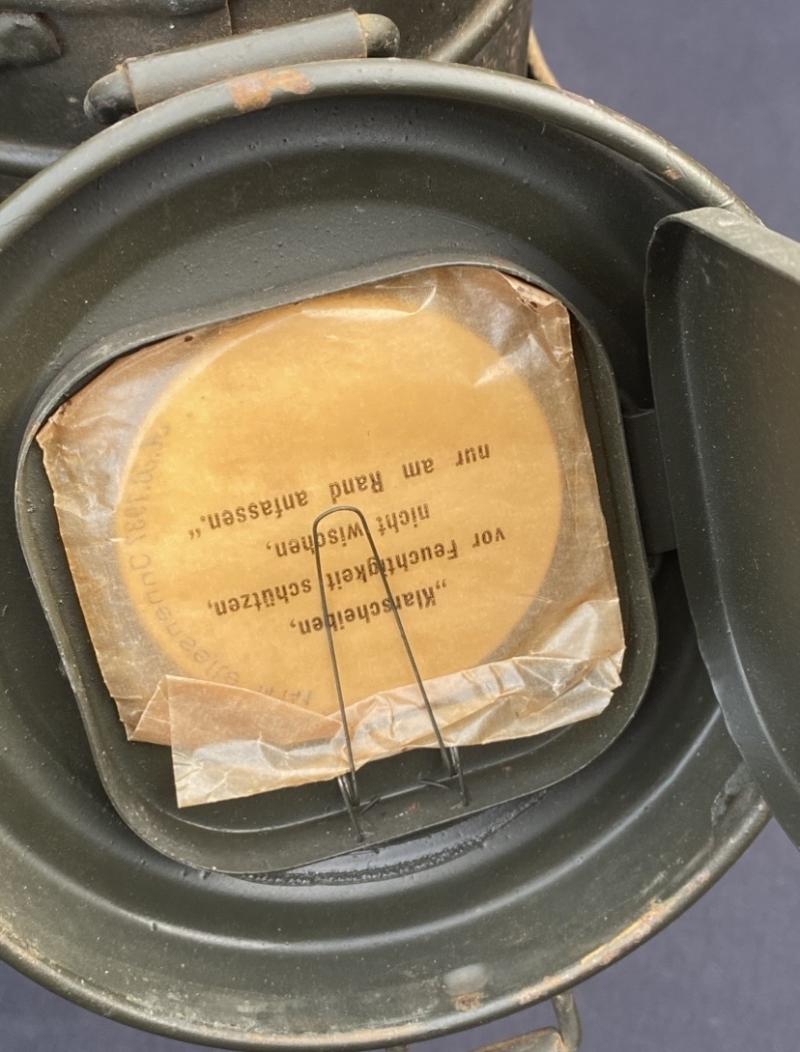 „Klarscheiben,
vor Feuchtigkeit schützen,
nicht wischen,
nur am Rand anfassen.“